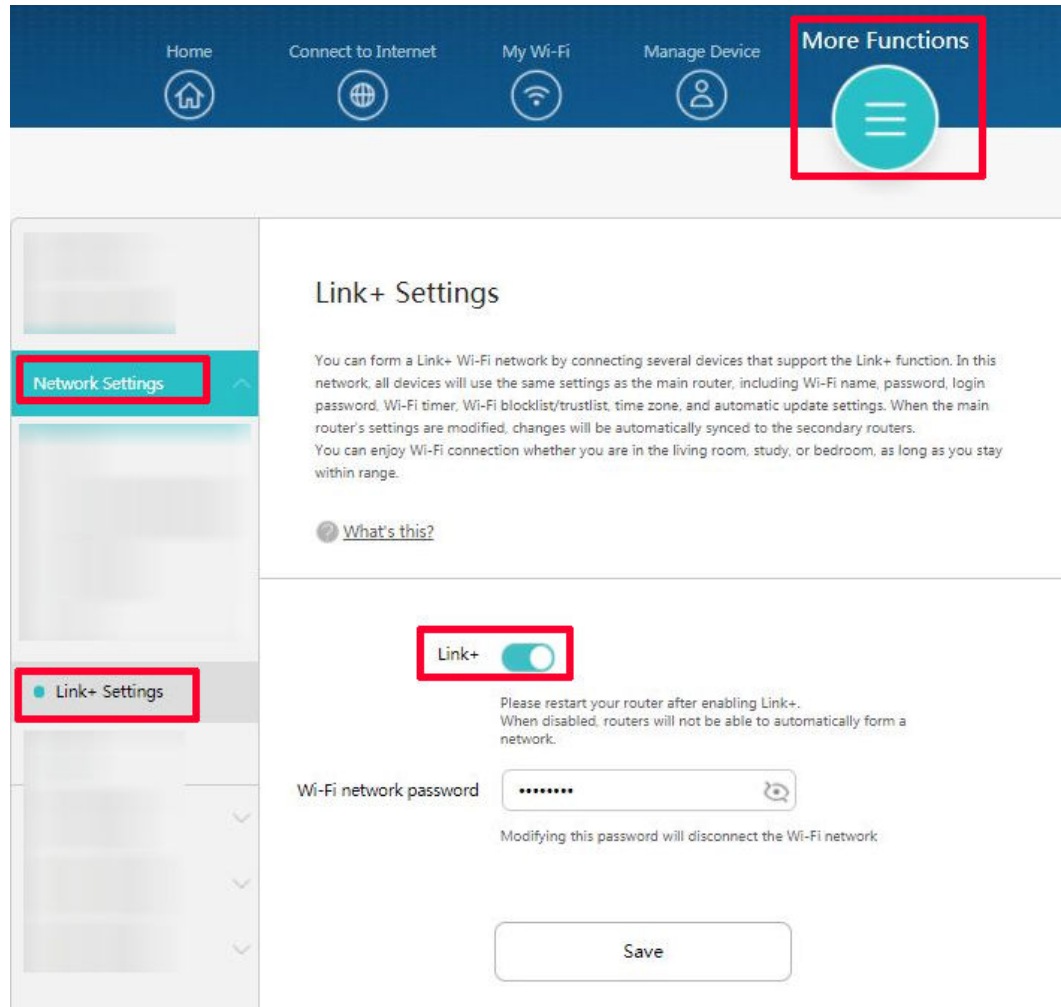 Home
Connect to Internet
My Wi-Fi
Manage Device
More Functions
Link+ Settings
You can form a Link+ Wi-Fi network by connecting several devices that support the Link+ function. In this
network, all devices will use the same settings as the main router, including Wi-Fi name, password, login
password, Wi-Fi timer, Wi-Fi blocklist/trustlist, time zone, and automatic update settings. When the main
router's settings are modified, changes will be automatically synced to the secondary routers.
You can enjoy Wi-Fi connection whether you are in the living room, study, or bedroom, as long as you stay
within range.
? What's this?
Network Settings
Link+ Settings
Link+
Please restart your router after enabling Link+.
When disabled, routers will not be able to automatically form a
network.
Wi-Fi network password
••••••••
Modifying this password will disconnect the Wi-Fi network
Save